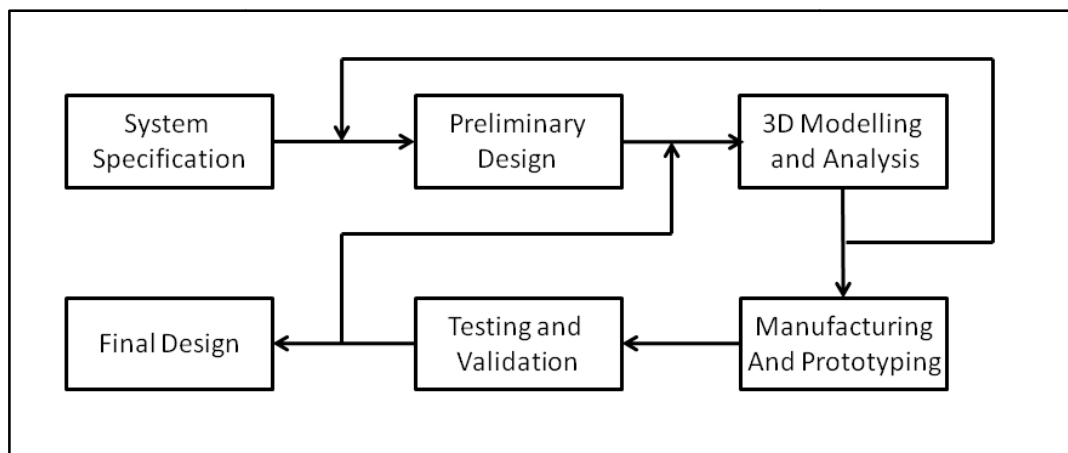 System
Specification
Preliminary
Design
3D Modelling
and Analysis
Final Design
Testing and
Validation
Manufacturing
And Prototyping